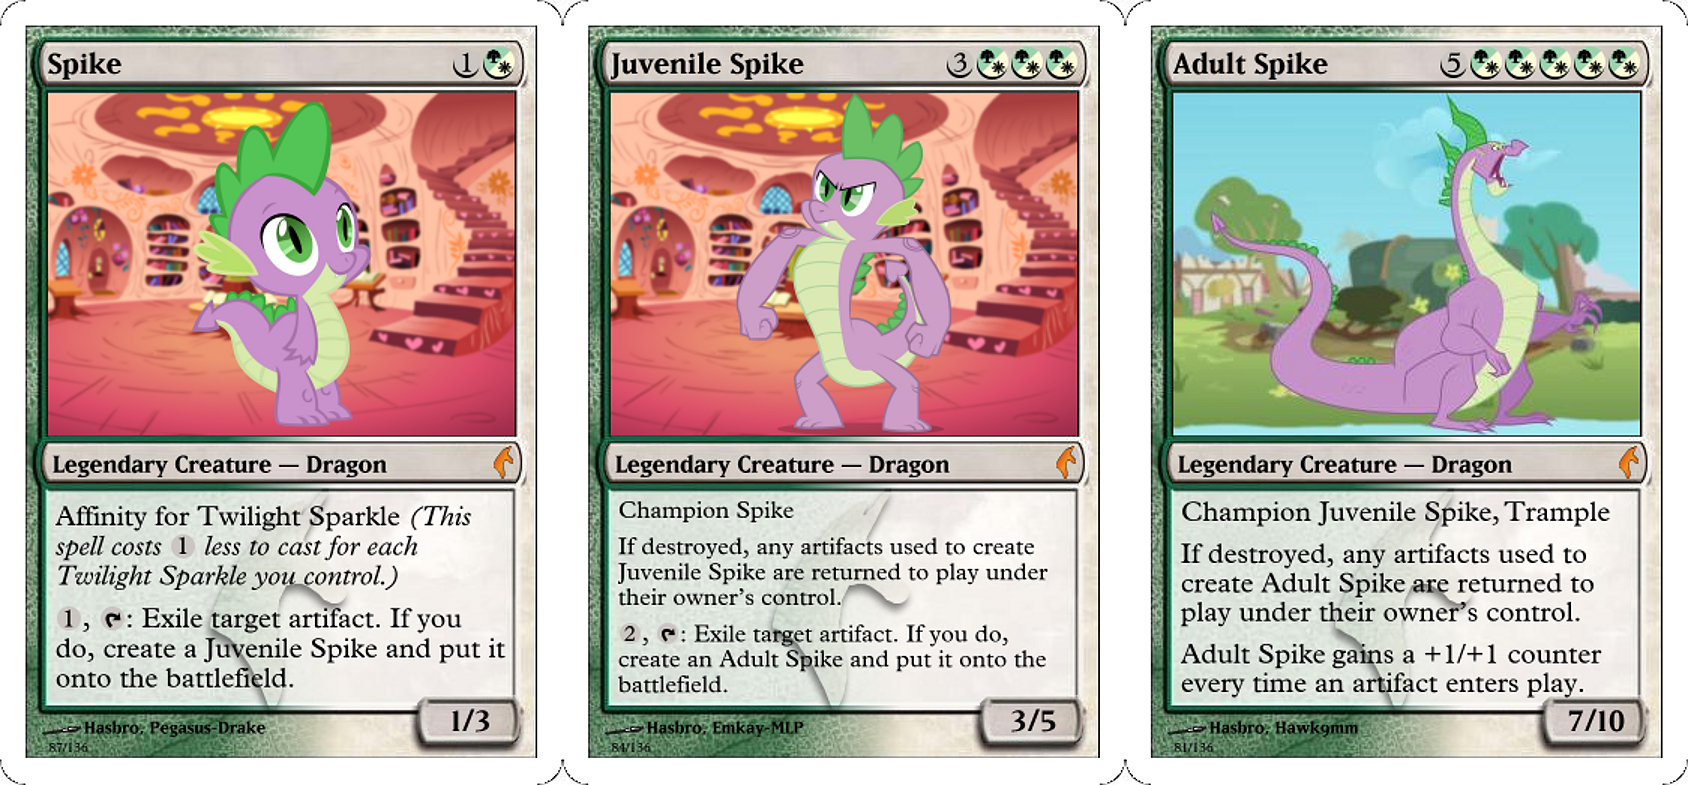 Spike 1
Legendary Creature — Dragon
Affinity for Twilight Sparkle (This
spell costs 1 less to cast for each
Twilight Sparkle you control.)
1, : Exile target artifact. If you
do, create a Juvenile Spike and put it
onto the battlefield.
1/3
Hasbro, Pegasus-Drake
87/136
Juvenile Spike 3
Legendary Creature — Dragon
Champion Spike
If destroyed, any artifacts used to create
Juvenile Spike are returned to play under
their owner's control.
2, : Exile target artifact. If you do,
create an Adult Spike and put it onto the
battlefield.
3/5
Hasbro, Emkay-MLP
84/136
Adult Spike 5
Legendary Creature — Dragon
Champion Juvenile Spike, Trample
If destroyed, any artifacts used to
create Adult Spike are returned to
play under their owner's control.
Adult Spike gains a +1/+1 counter
every time an artifact enters play.
7/10
Hasbro, Hawk9mm
81/136